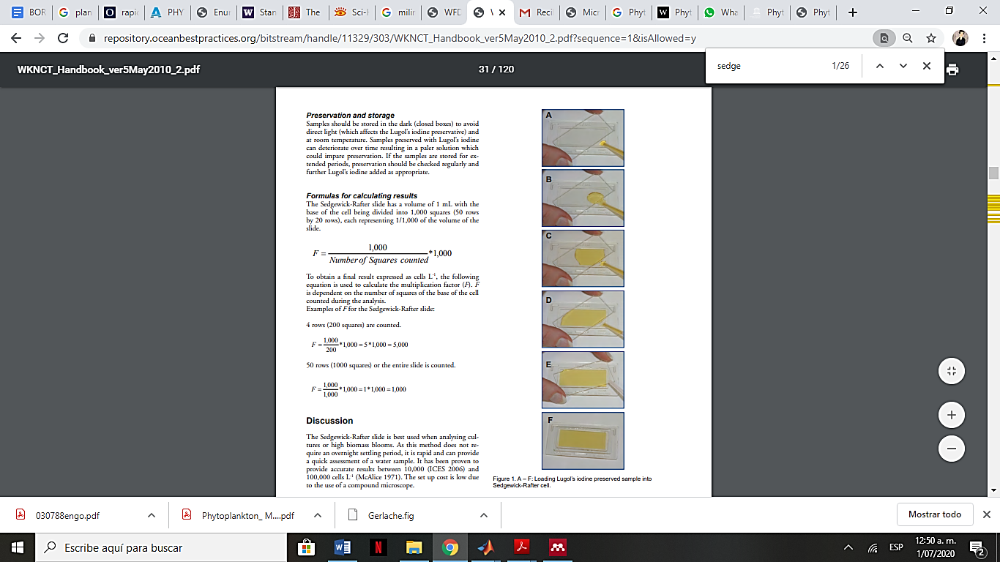 BOR
plan
rapid
PHY
Enur
Stan
The
Sci-H
milir
WFD
Reci
Micr
Phyt
Phyt
Wha
Phyt
Phyt
repository.oceanbestpractices.org/bitstream/handle/11329/303/WKNCT_Handbook_ver5May2010_2.pdf?sequence=1&isAllowed=y
WKNCT_Handbook_ver5May2010_2.pdf
31 / 120
sedge
1/26
Preservation and storage
Samples should be stored in the dark (closed boxes) to avoid
direct light (which affects the Lugol's iodine preservative) and
at room temperature. Samples preserved with Lugol's iodine
can deteriorate over time resulting in a paler solution which
could impare preservation. If the samples are stored for ex-
tended periods, preservation should be checked regularly and
further Lugol's iodine added as appropriate.
Formulas for calculating results
The Sedgewick-Rafter slide has a volume of 1 mL with the
base of the cell being divided into 1,000 squares (50 rows
by 20 rows), each representing 1/1,000 of the volume of the
slide.
F = 1,000 / Number of Squares counted *1,000
To obtain a final result expressed as cells L⁻¹, the following
equation is used to calculate the multiplication factor (F). F
is dependent on the number of squares of the base of the cell
counted during the analysis.
Examples of F for the Sedgewick-Rafter slide:
4 rows (200 squares) are counted.
F = 1,000 / 200 *1,000 = 5*1,000 = 5,000
50 rows (1000 squares) or the entire slide is counted.
F = 1,000 / 1,000 *1,000 = 1*1,000 = 1,000
Discussion
The Sedgewick-Rafter slide is best used when analysing cul-
tures or high biomass blooms. As this method does not re-
quire an overnight settling period, it is rapid and can provide
a quick assessment of a water sample. It has been proven to
provide accurate results between 10,000 (ICES 2006) and
100,000 cells L⁻¹ (McAlice 1971). The set up cost is low due
to the use of a compound microscope.
A
B
C
D
E
F
Figure 1. A – F: Loading Lugol's iodine preserved sample into
Sedgewick-Rafter cell.
030788engo.pdf
Phytoplankton_ M....pdf
Gerlache.fig
Mostrar todo
Escribe aquí para buscar
ESP
12:50 a. m.
1/07/2020
2